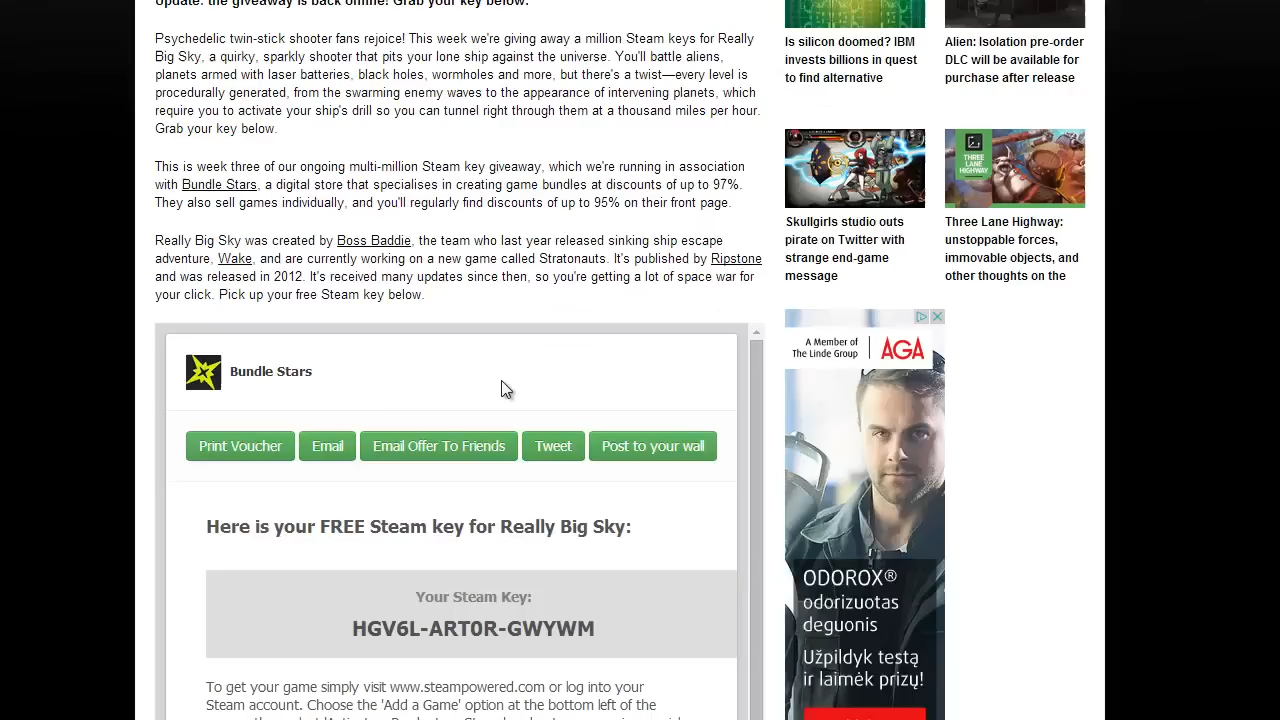 Update: the giveaway is back online! Grab your key below.
Psychedelic twin-stick shooter fans rejoice! This week we're giving away a million Steam keys for Really
Big Sky, a quirky, sparkly shooter that pits your lone ship against the universe. You'll battle aliens,
planets armed with laser batteries, black holes, wormholes and more, but there's a twist—every level is
procedurally generated, from the swarming enemy waves to the appearance of intervening planets, which
require you to activate your ship's drill so you can tunnel right through them at a thousand miles per hour.
Grab your key below.
This is week three of our ongoing multi-million Steam key giveaway, which we're running in association
with Bundle Stars, a digital store that specialises in creating game bundles at discounts of up to 97%.
They also sell games individually, and you'll regularly find discounts of up to 95% on their front page.
Really Big Sky was created by Boss Baddie, the team who last year released sinking ship escape
adventure, Wake, and are currently working on a new game called Stratonauts. It's published by Ripstone
and was released in 2012. It's received many updates since then, so you're getting a lot of space war for
your click. Pick up your free Steam key below.
Bundle Stars
Print Voucher
Email
Email Offer To Friends
Tweet
Post to your wall
Here is your FREE Steam key for Really Big Sky:
Your Steam Key:
HGV6L-ART0R-GWYWM
To get your game simply visit www.steampowered.com or log into your
Steam account. Choose the 'Add a Game' option at the bottom left of the
Is silicon doomed? IBM
invests billions in quest
to find alternative
Alien: Isolation pre-order
DLC will be available for
purchase after release
THREE
LANE
HIGHWAY
Skullgirls studio outs
pirate on Twitter with
strange end-game
message
Three Lane Highway:
unstoppable forces,
immovable objects, and
other thoughts on the
A Member of
The Linde Group
AGA
ODOROX®
odorizuotas
deguonis
Užpildyk testą
ir laimėk prizų!